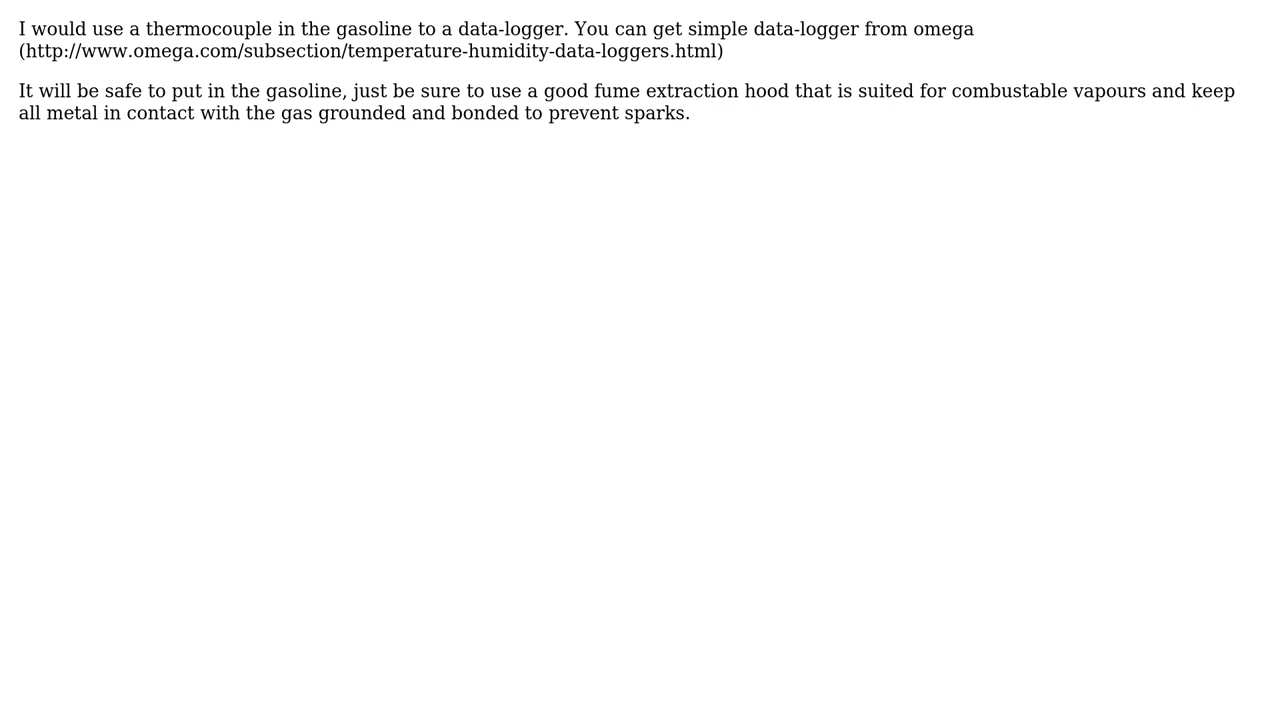 I would use a thermocouple in the gasoline to a data-logger. You can get simple data-logger from omega
(http://www.omega.com/subsection/temperature-humidity-data-loggers.html)
It will be safe to put in the gasoline, just be sure to use a good fume extraction hood that is suited for combustable vapours and keep
all metal in contact with the gas grounded and bonded to prevent sparks.